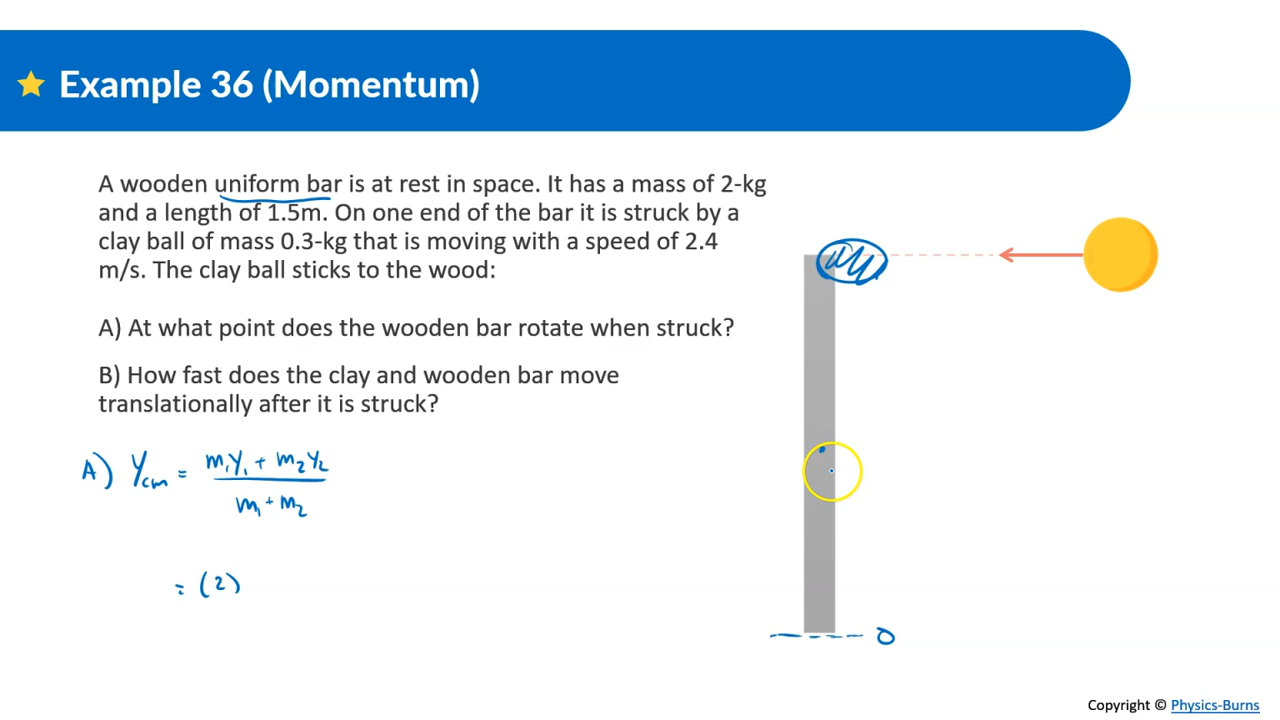 Example 36 (Momentum)
A wooden uniform bar is at rest in space. It has a mass of 2-kg
and a length of 1.5m. On one end of the bar it is struck by a
clay ball of mass 0.3-kg that is moving with a speed of 2.4
m/s. The clay ball sticks to the wood:
A) At what point does the wooden bar rotate when struck?
B) How fast does the clay and wooden bar move
translationally after it is struck?
A) Ycm = m₁Y₁ + m₂Y₂
m₁ + m₂
= (2)
0
Copyright © Physics-Burns